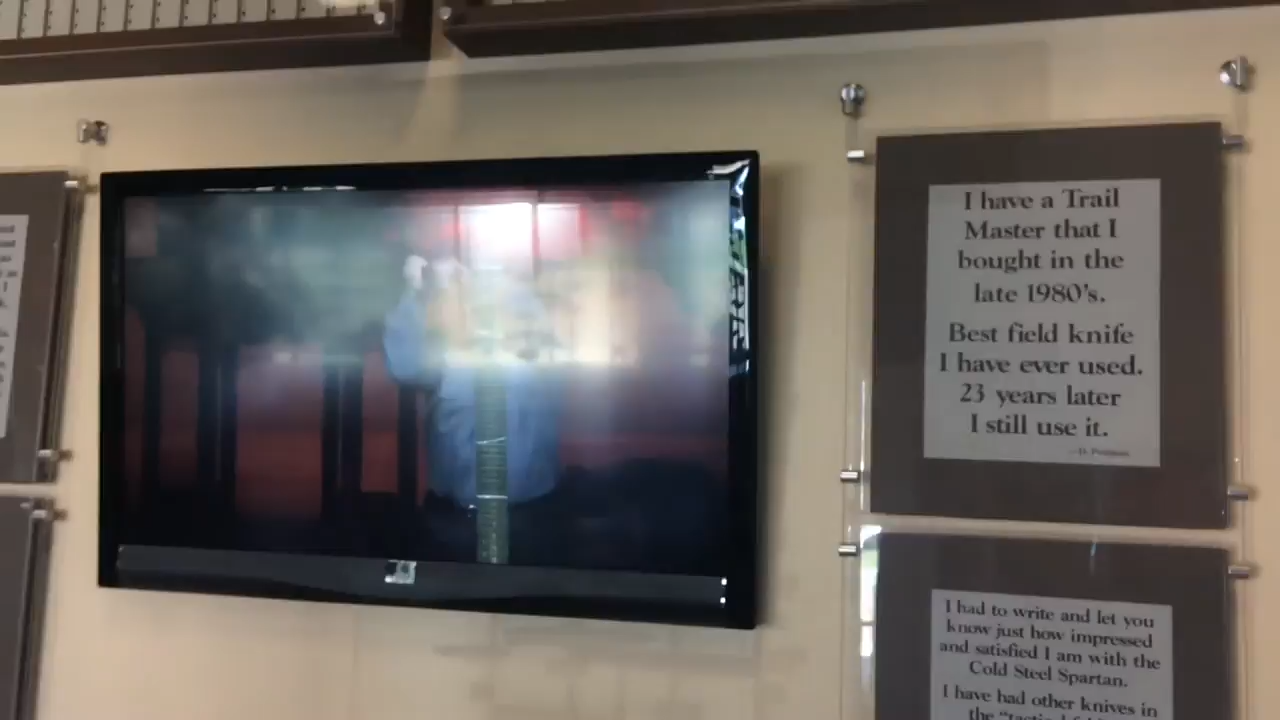 I have a Trail
Master that I
bought in the
late 1980's.
Best field knife
I have ever used.
23 years later
I still use it.
I had to write and let you
know just how impressed
and satisfied I am with the
Cold Steel Spartan.
I have had other knives in
the